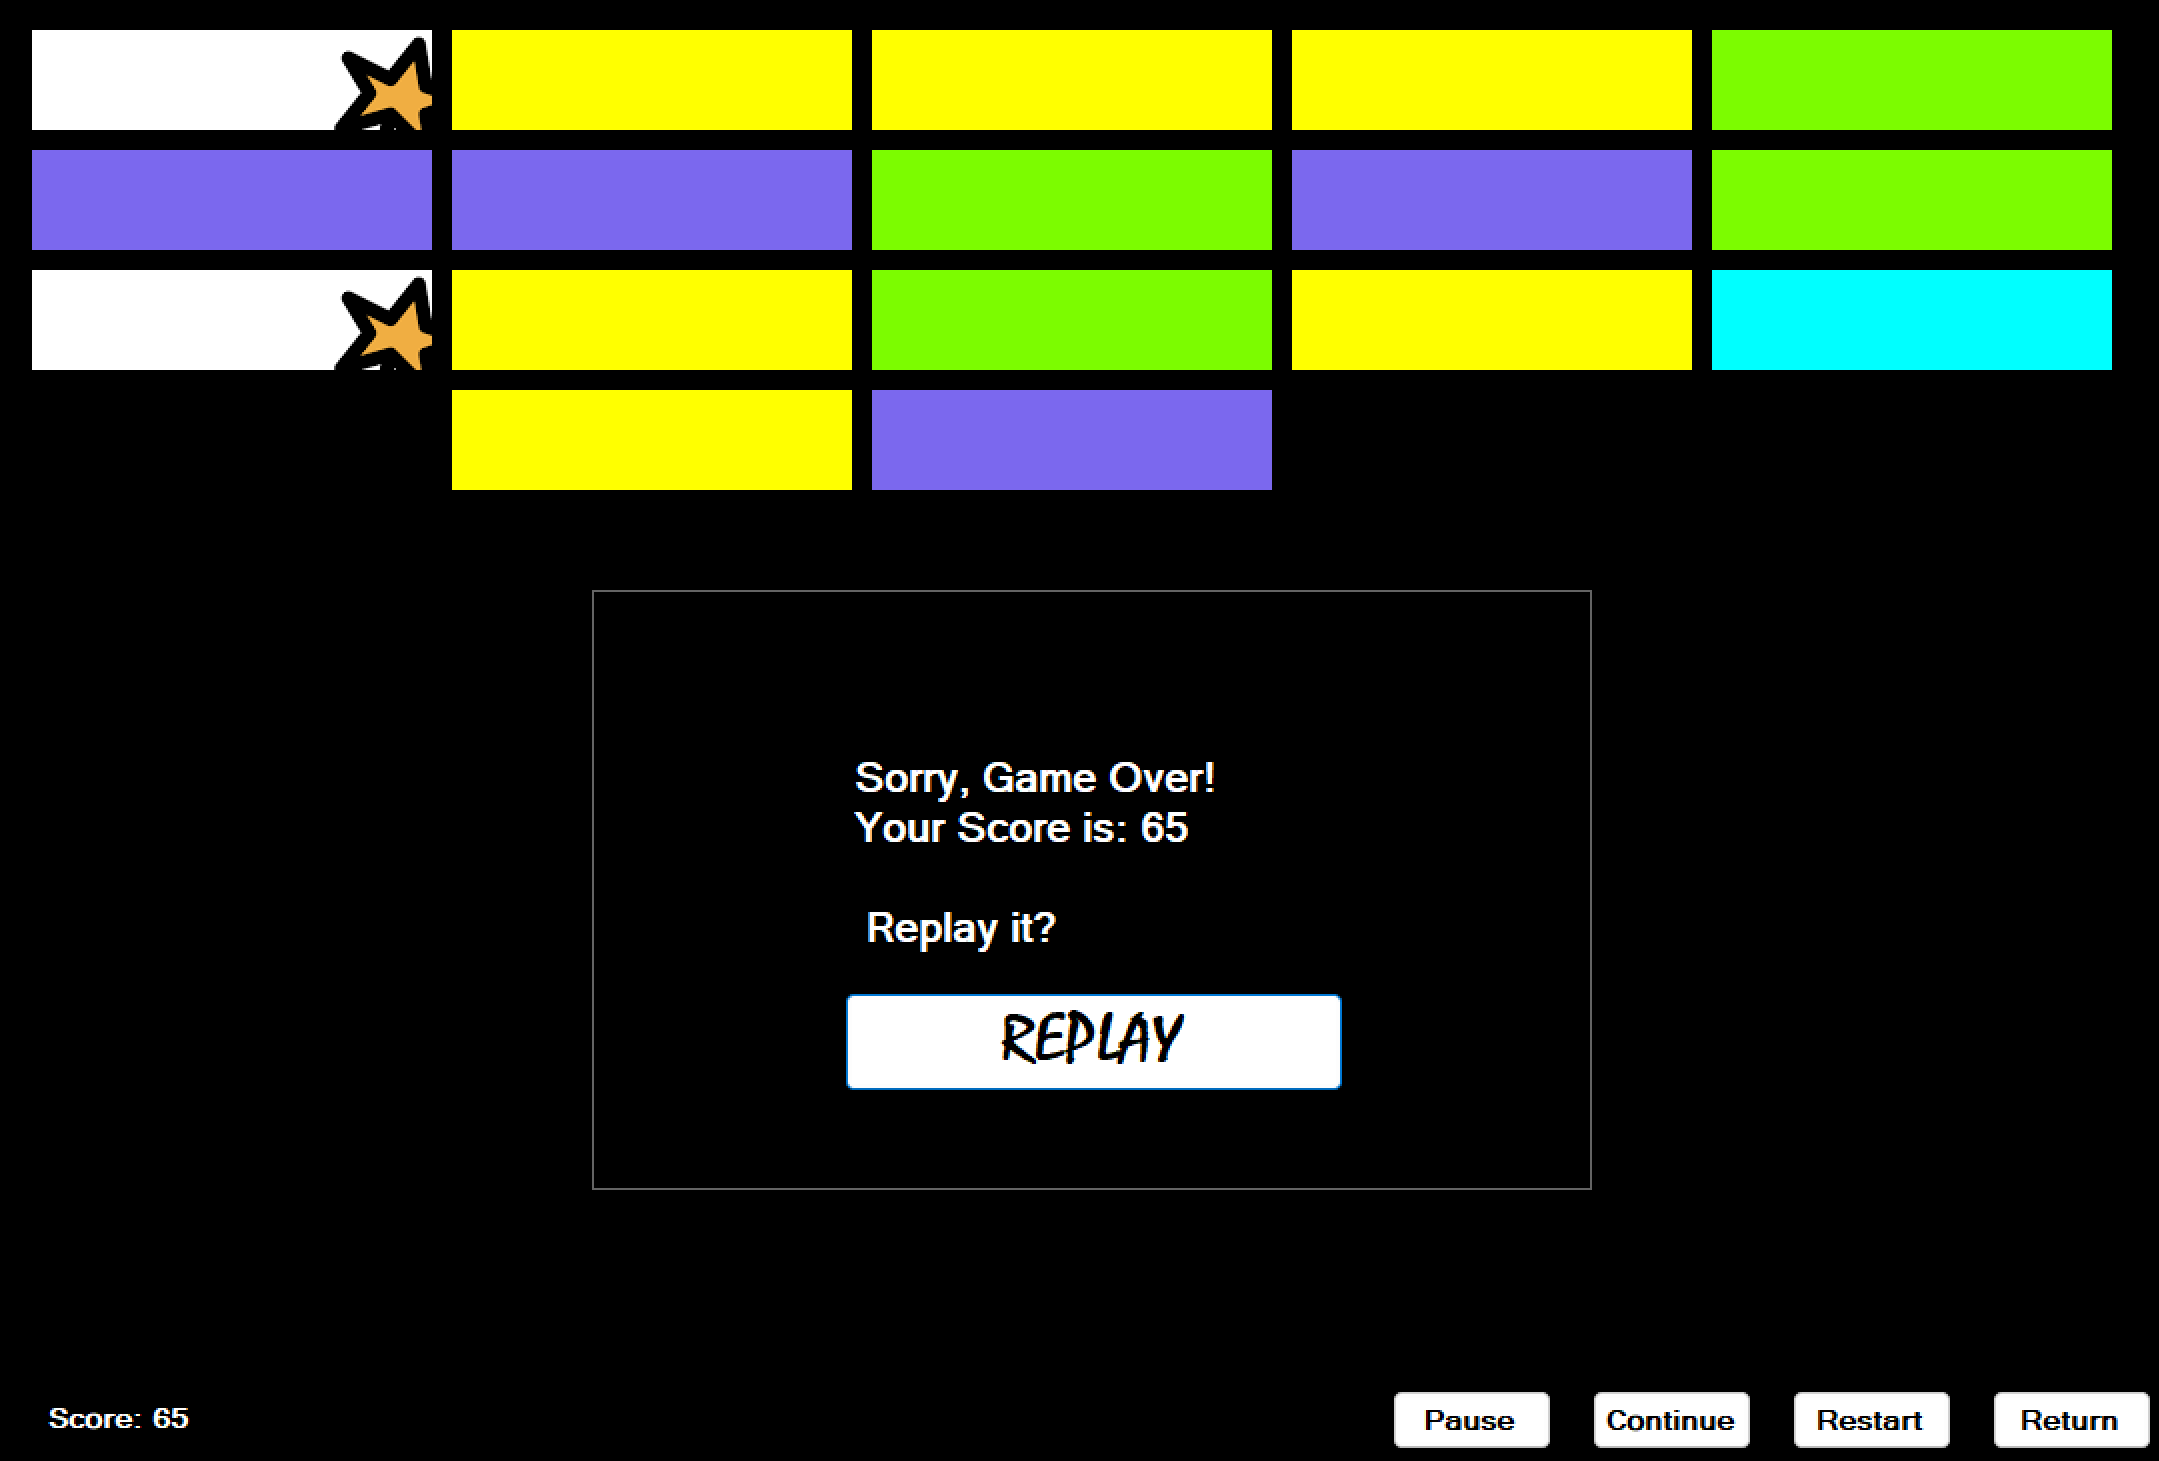 Sorry, Game Over!
Your Score is: 65
Replay it?
REPLAY
Score: 65
Pause
Continue
Restart
Return